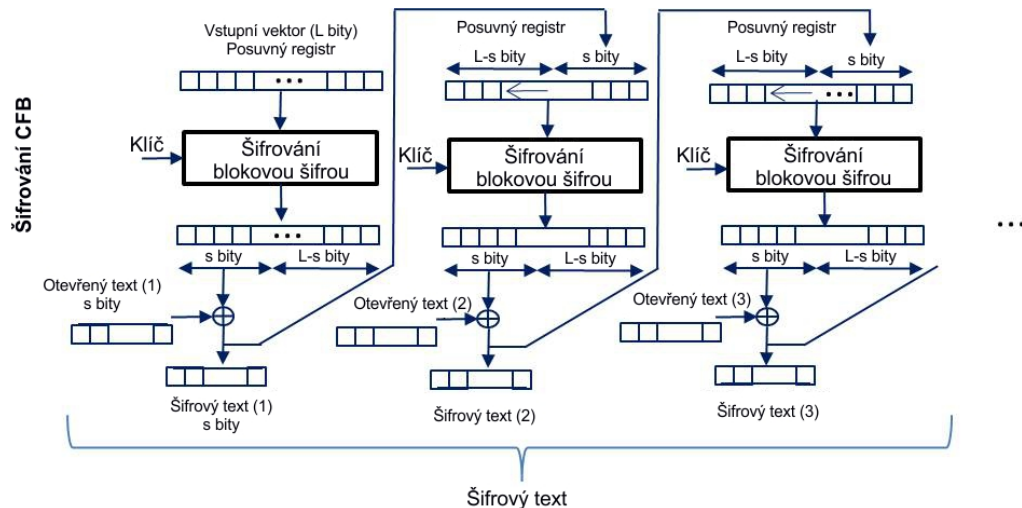 Šifrování CFB
Vstupní vektor (L bity)
Posuvný registr
Klíč
Šifrování
blokovou šifrou
s bity
L-s bity
Otevřený text (1)
s bity
Šifrový text (1)
s bity
Posuvný registr
L-s bity
s bity
Klíč
Šifrování
blokovou šifrou
s bity
L-s bity
Otevřený text (2)
Šifrový text (2)
Posuvný registr
L-s bity
s bity
Klíč
Šifrování
blokovou šifrou
s bity
L-s bity
Otevřený text (3)
Šifrový text (3)
...
Šifrový text